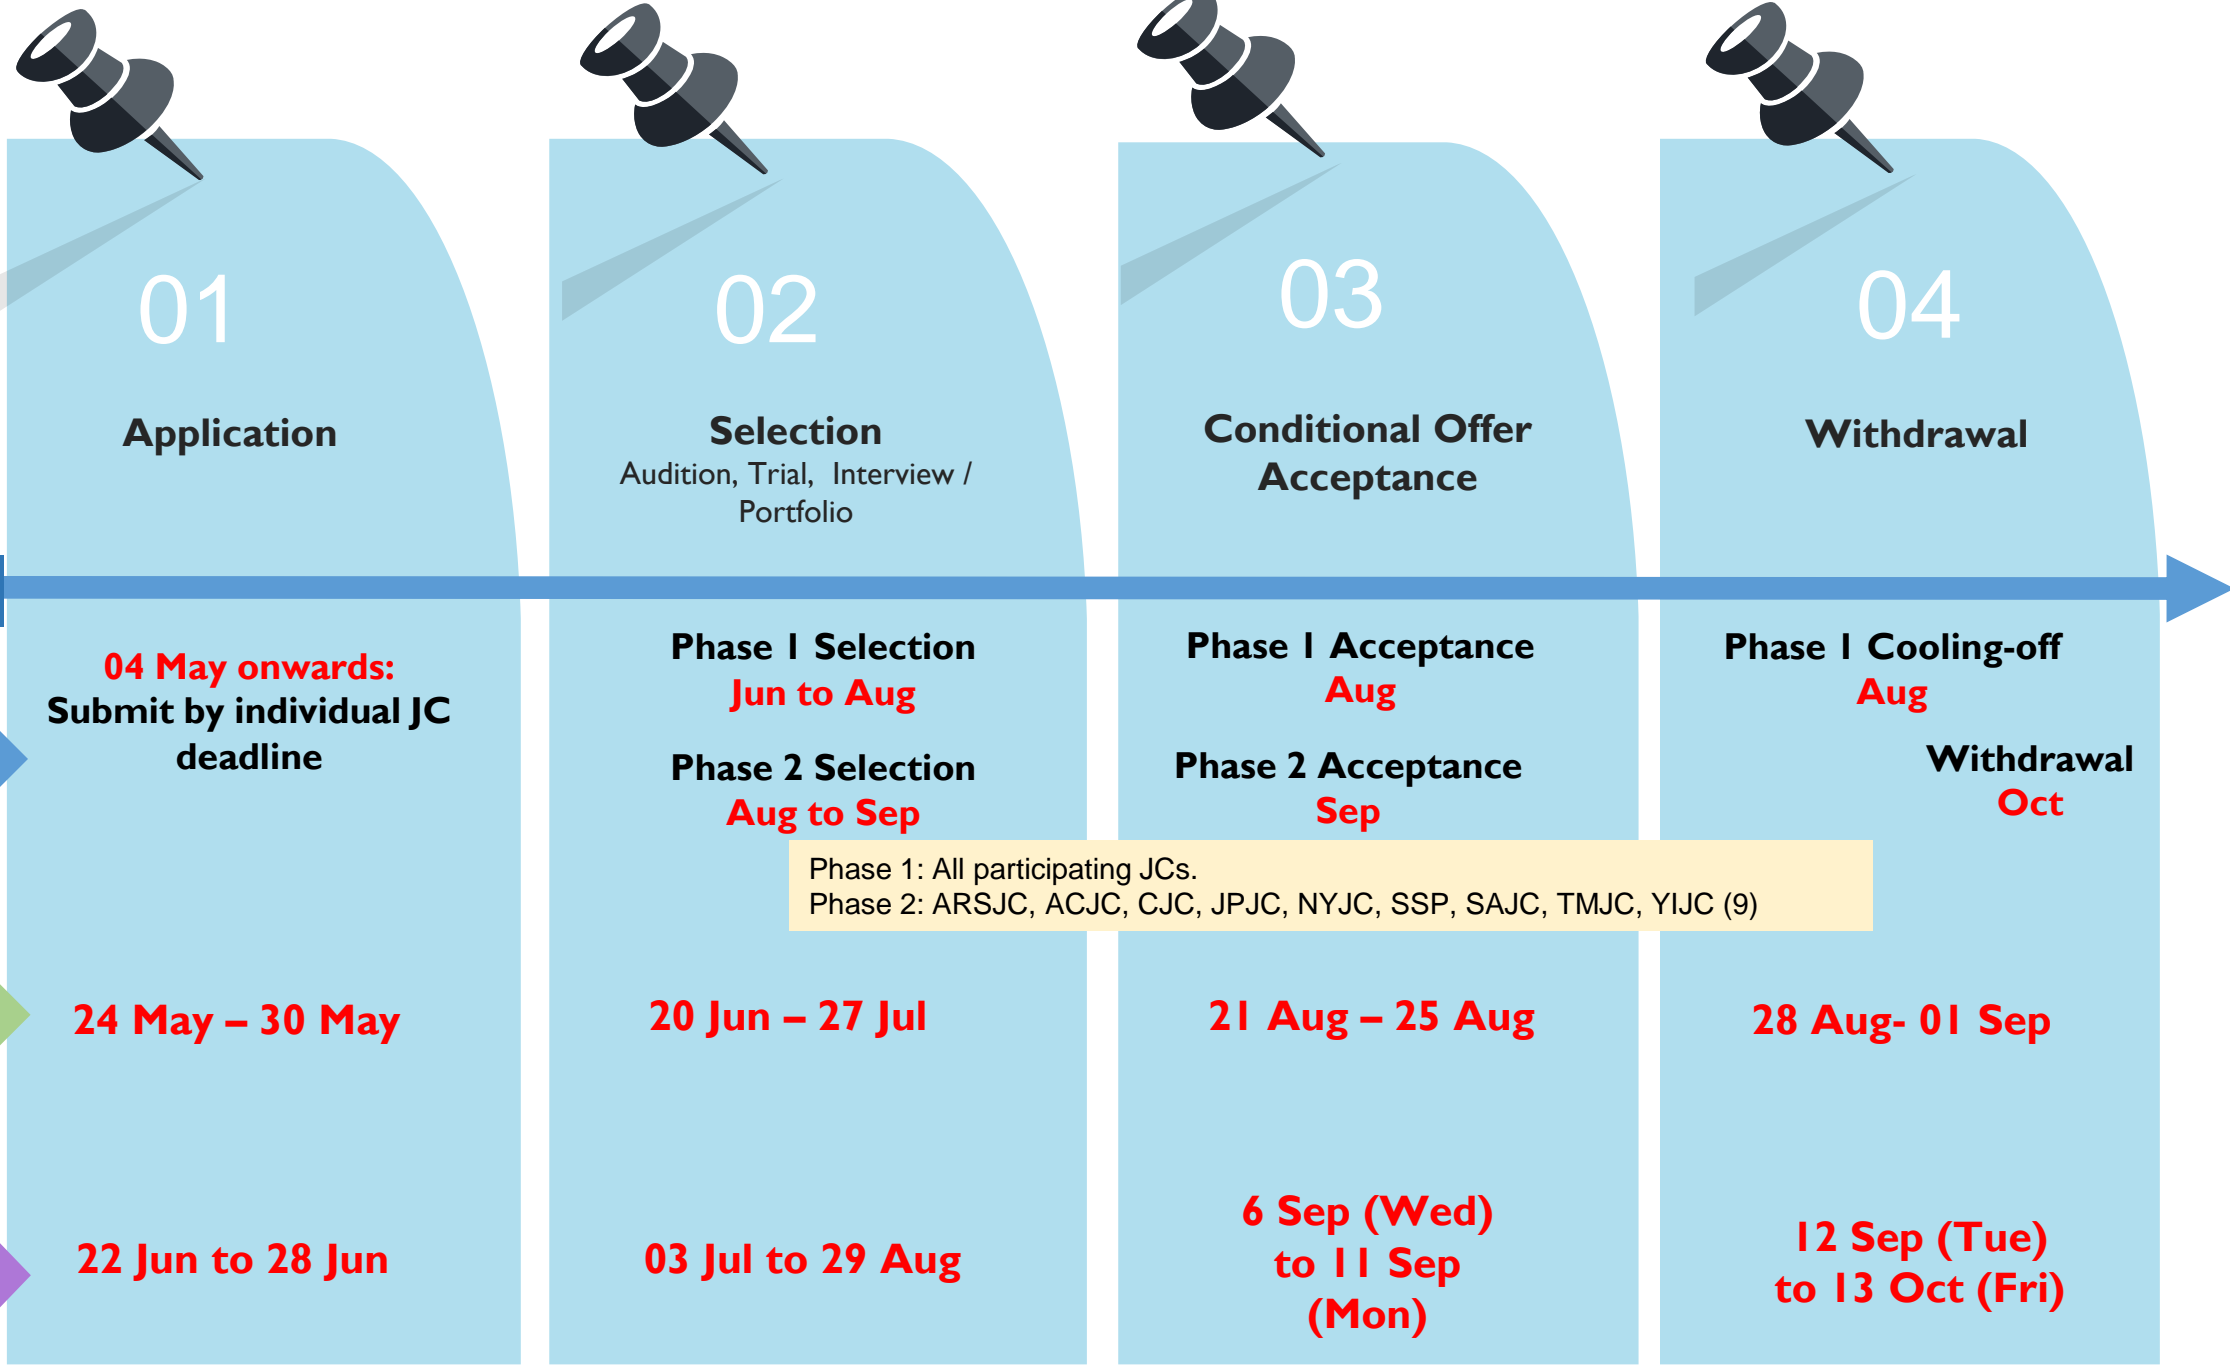 01
Application
04 May onwards:
Submit by individual JC
deadline
24 May – 30 May
22 Jun to 28 Jun
02
Selection
Audition, Trial, Interview /
Portfolio
Phase 1 Selection
Jun to Aug
Phase 2 Selection
Aug to Sep
20 Jun – 27 Jul
03 Jul to 29 Aug
03
Conditional Offer
Acceptance
Phase 1 Acceptance
Aug
Phase 2 Acceptance
Sep
21 Aug – 25 Aug
6 Sep (Wed)
to 11 Sep
(Mon)
04
Withdrawal
Phase 1 Cooling-off
Aug
Withdrawal
Oct
28 Aug- 01 Sep
12 Sep (Tue)
to 13 Oct (Fri)
Phase 1: All participating JCs.
Phase 2: ARSJC, ACJC, CJC, JPJC, NYJC, SSP, SAJC, TMJC, YIJC (9)